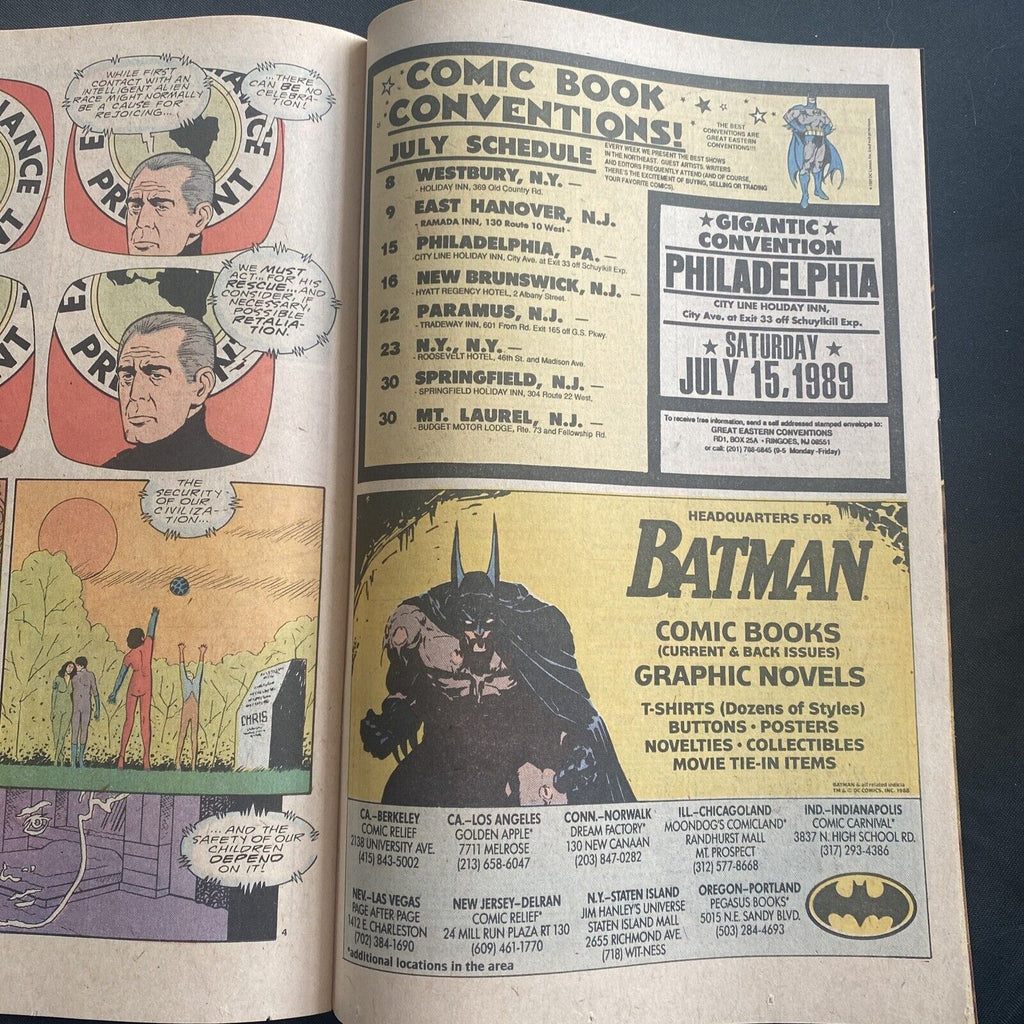 HANCE
NT
WHILE FIRST
CONTACT WITH AN
INTELLIGENT ALIEN
RACE MIGHT NORMALLY
BE A CAUSE FOR
REJOICING...
...THERE
CAN BE NO
CELEBRA-
TION!
WE MUST
ACT... FOR HIS
RESCUE... AND
CONSIDER, IF
NECESSARY,
POSSIBLE
RETALIA-
TION.
THE
SECURITY
OF OUR
CIVILIZA-
TION...
CHRIS
... AND THE
SAFETY OF OUR
CHILDREN
DEPEND
ON IT!
4
COMIC BOOK
CONVENTIONS!
JULY SCHEDULE
THE BEST
CONVENTIONS ARE
GREAT EASTERN
CONVENTIONS!!!
EVERY WEEK WE PRESENT THE BEST SHOWS
IN THE NORTHEAST. GUEST ARTISTS, WRITERS
AND EDITORS FREQUENTLY ATTEND (AND OF COURSE,
THERE'S THE EXCITEMENT OF BUYING, SELLING OR TRADING
YOUR FAVORITE COMICS).
8 WESTBURY, N.Y. —
- HOLIDAY INN, 369 Old Country Rd.
9 EAST HANOVER, N.J.
- RAMADA INN, 130 Route 10 West -
15 PHILADELPHIA, PA. —
-CITY LINE HOLIDAY INN, City Ave. at Exit 33 off Schuylkill Exp.
16 NEW BRUNSWICK, N.J. —
- HYATT REGENCY HOTEL, 2 Albany Street.
22 PARAMUS, N.J. —
- TRADEWAY INN, 601 From Rd. Exit 165 off G.S. Pkwy.
23 N.Y., N.Y. —
- ROOSEVELT HOTEL, 46th St. and Madison Ave.
30 SPRINGFIELD, N.J. —
- SPRINGFIELD HOLIDAY INN, 304 Route 22 West.
30 MT. LAUREL, N.J. —
- BUDGET MOTOR LODGE, Rte. 73 and Fellowship Rd.
GIGANTIC
CONVENTION
PHILADELPHIA
CITY LINE HOLIDAY INN,
City Ave. at Exit 33 off Schuylkill Exp.
SATURDAY
JULY 15, 1989
To receive free information, send a self addressed stamped envelope to:
GREAT EASTERN CONVENTIONS
RD1, BOX 25A • RINGOES, NJ 08551
or call: (201) 788-6845 (9-5 Monday-Friday)
HEADQUARTERS FOR
BATMAN
COMIC BOOKS
(CURRENT & BACK ISSUES)
GRAPHIC NOVELS
T-SHIRTS (Dozens of Styles)
BUTTONS • POSTERS
NOVELTIES • COLLECTIBLES
MOVIE TIE-IN ITEMS
BATMAN & all related indicia
TM & © DC COMICS, INC. 1988
CA.–BERKELEY
COMIC RELIEF
2138 UNIVERSITY AVE.
(415) 843-5002
CA.–LOS ANGELES
GOLDEN APPLE*
7711 MELROSE
(213) 658-6047
CONN.–NORWALK
DREAM FACTORY*
130 NEW CANAAN
(203) 847-0282
ILL–CHICAGOLAND
MOONDOG'S COMICLAND*
RANDHURST MALL
MT. PROSPECT
(312) 577-8668
IND.–INDIANAPOLIS
COMIC CARNIVAL*
3837 N. HIGH SCHOOL RD.
(317) 293-4386
NEV.–LAS VEGAS
PAGE AFTER PAGE
1412 E. CHARLESTON
(702) 384-1690
NEW JERSEY–DELRAN
COMIC RELIEF*
24 MILL RUN PLAZA RT 130
(609) 461-1770
N.Y.–STATEN ISLAND
JIM HANLEY'S UNIVERSE
STATEN ISLAND MALL
2655 RICHMOND AVE.
(718) WIT-NESS
OREGON–PORTLAND
PEGASUS BOOKS*
5015 N.E. SANDY BLVD.
(503) 284-4693
*additional locations in the area